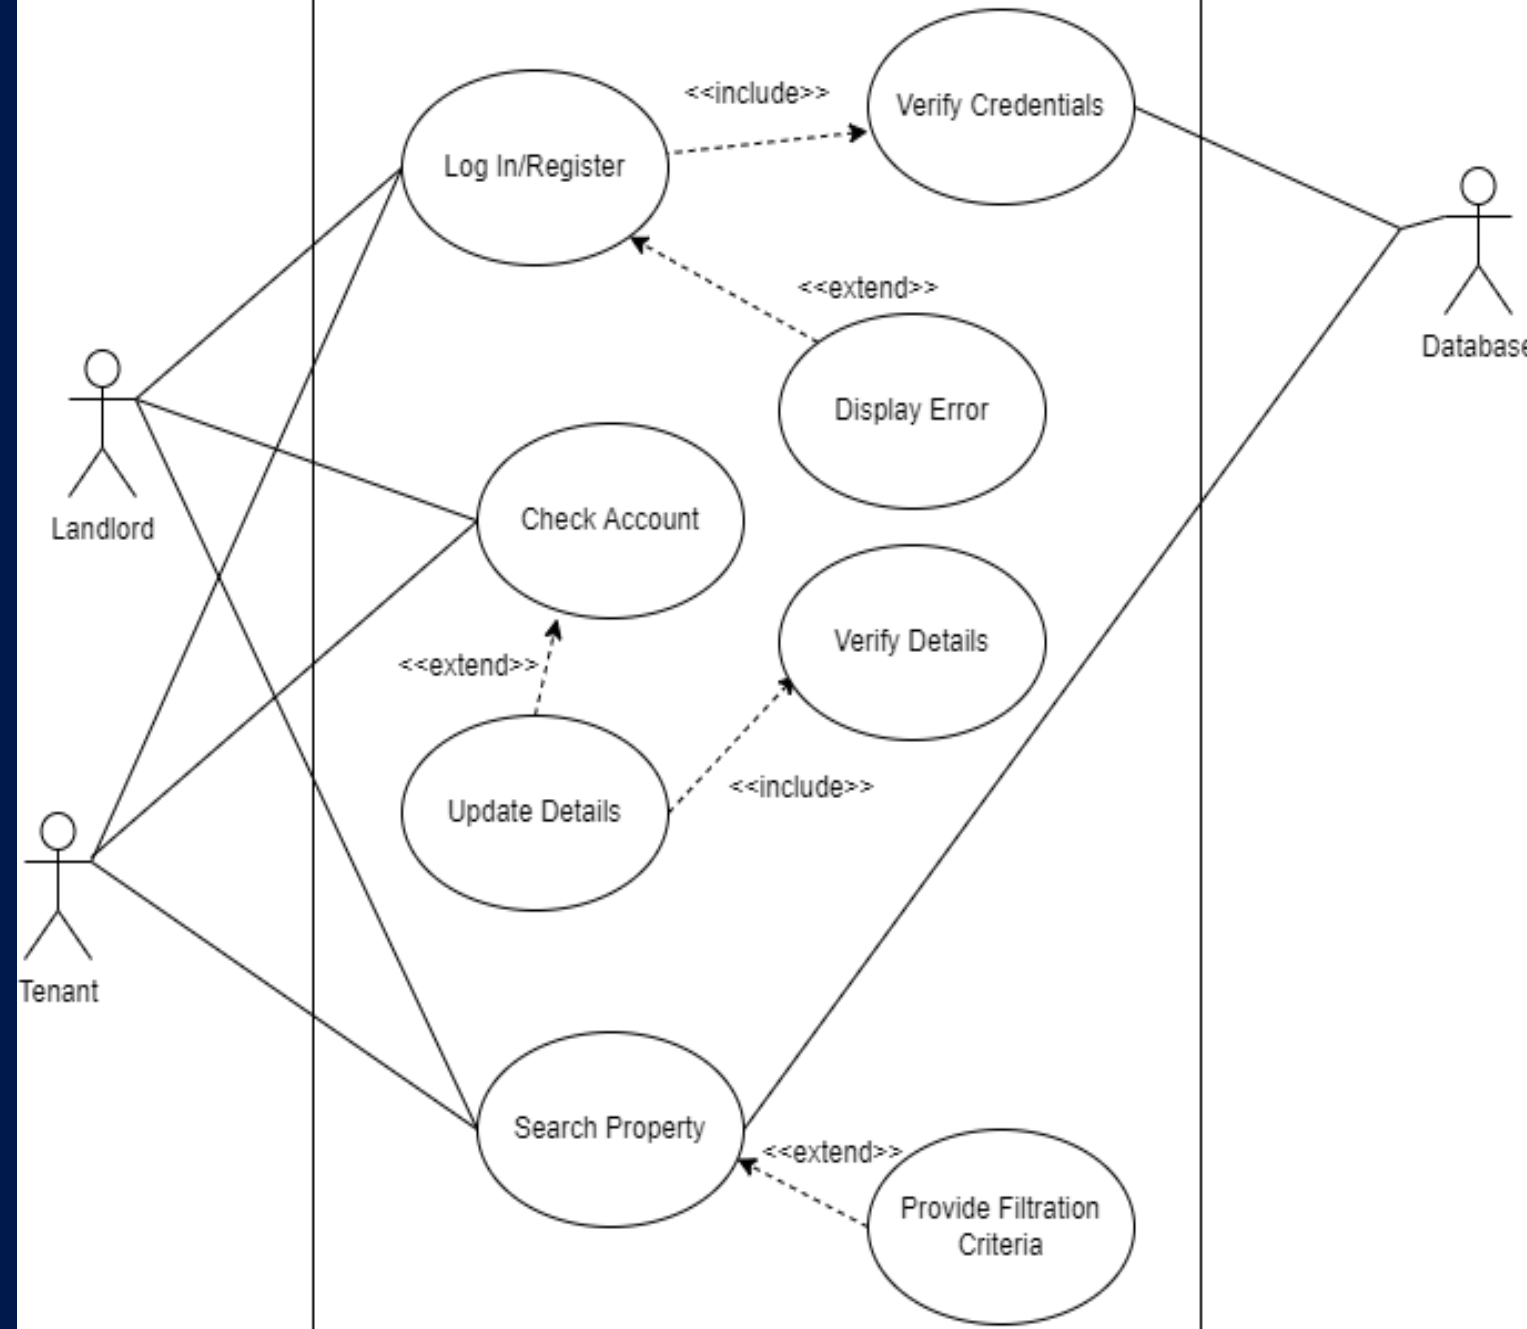 <<include>>
Verify Credentials
Log In/Register
<<extend>>
Database
Display Error
Check Account
Landlord
Verify Details
<<extend>>
<<include>>
Update Details
Tenant
Search Property
<<extend>>
Provide Filtration
Criteria